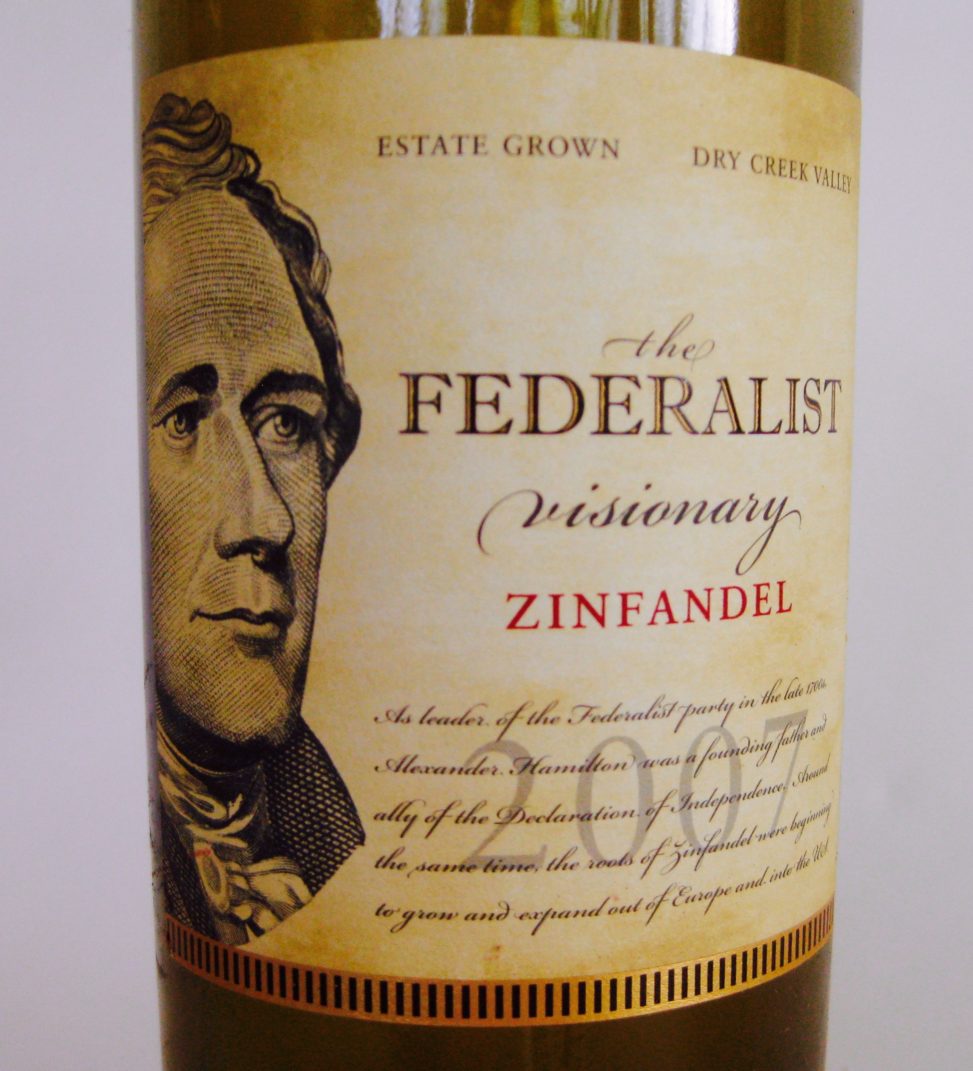 ESTATE GROWN DRY CREEK VALLEY
the
FEDERALIST
visionary
ZINFANDEL
2007
As leader of the Federalist party in the late 1700s,
Alexander Hamilton was a founding father and
ally of the Declaration of Independence. Around
the same time, the roots of Zinfandel were beginning
to grow and expand out of Europe and into the U.S.